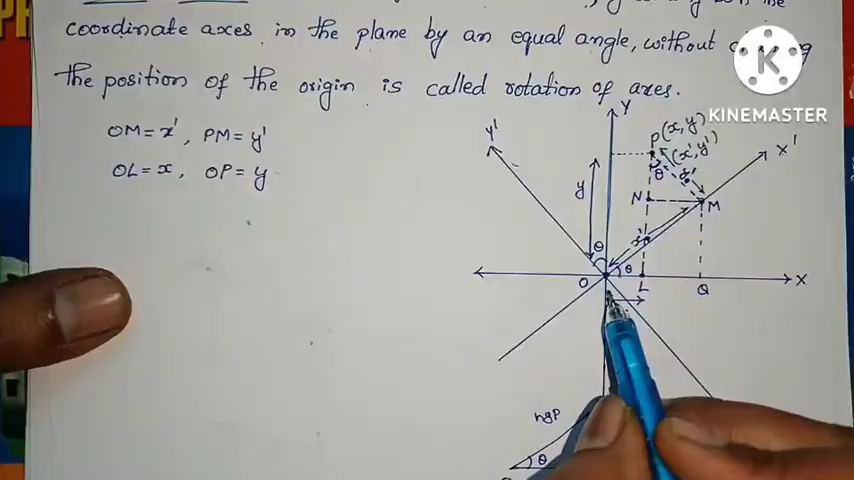 the
coordinate axes in the plane by an equal angle, without
the position of the origin is called rotation of axes.
K
KINEMASTER
OM = x', PM = y'
OL = x, OP = y
Y
Y'
X'
P(x,y)
(x',y')
θ
y'
y
N
M
x'
θ
θ
O
L
Q
X
hyp
θ